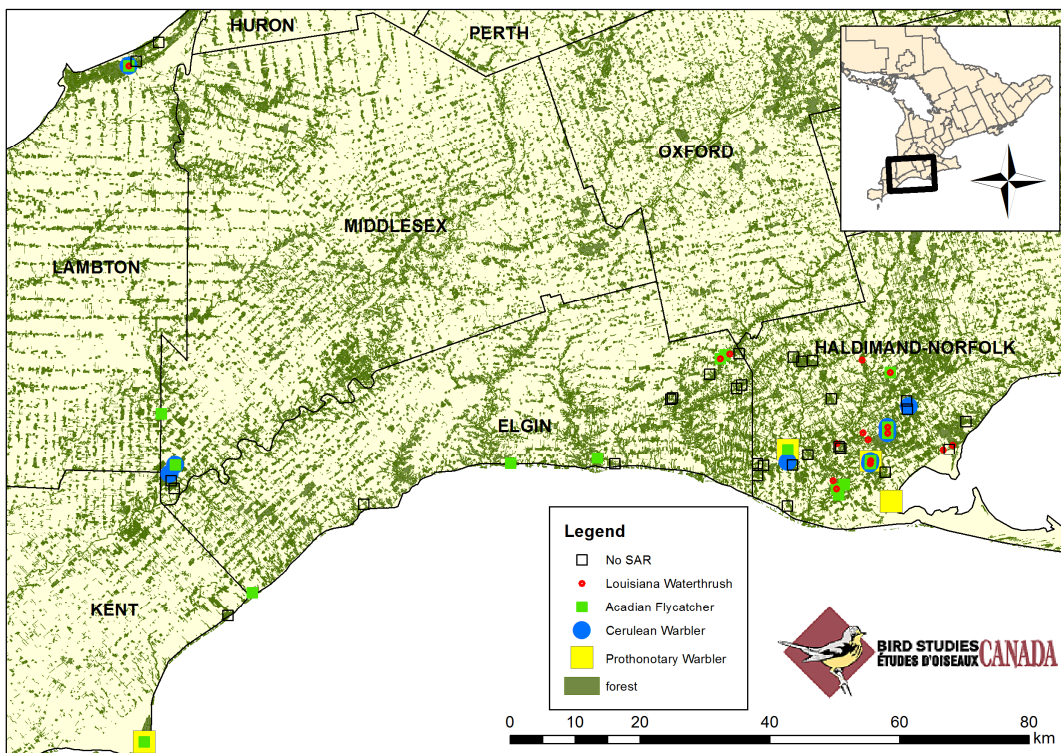 HURON
PERTH
OXFORD
MIDDLESEX
LAMBTON
HALDIMAND-NORFOLK
ELGIN
KENT
Legend
No SAR
Louisiana Waterthrush
Acadian Flycatcher
Cerulean Warbler
Prothonotary Warbler
forest
BIRD STUDIES
ÉTUDES D'OISEAUX
CANADA
0 10 20 40 60 80
km